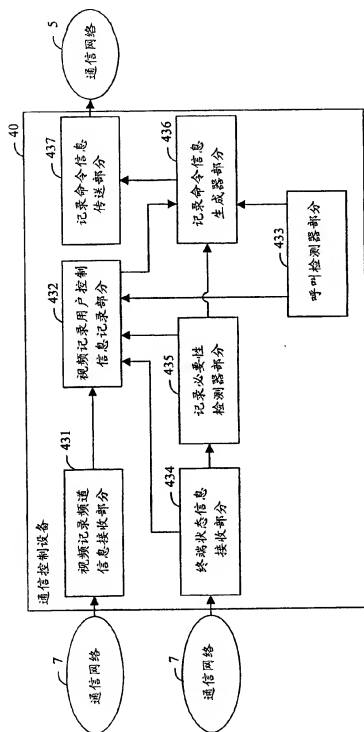 40
通信控制设备
7
通信网络
431
视频记录频道
信息接收部分
432
视频记录用户控制
信息记录部分
437
记录命令信息
传送部分
5
通信网络
7
通信网络
434
终端状态信息
接收部分
435
记录必要性
检测器部分
436
记录命令信息
生成器部分
433
呼叫检测器部分